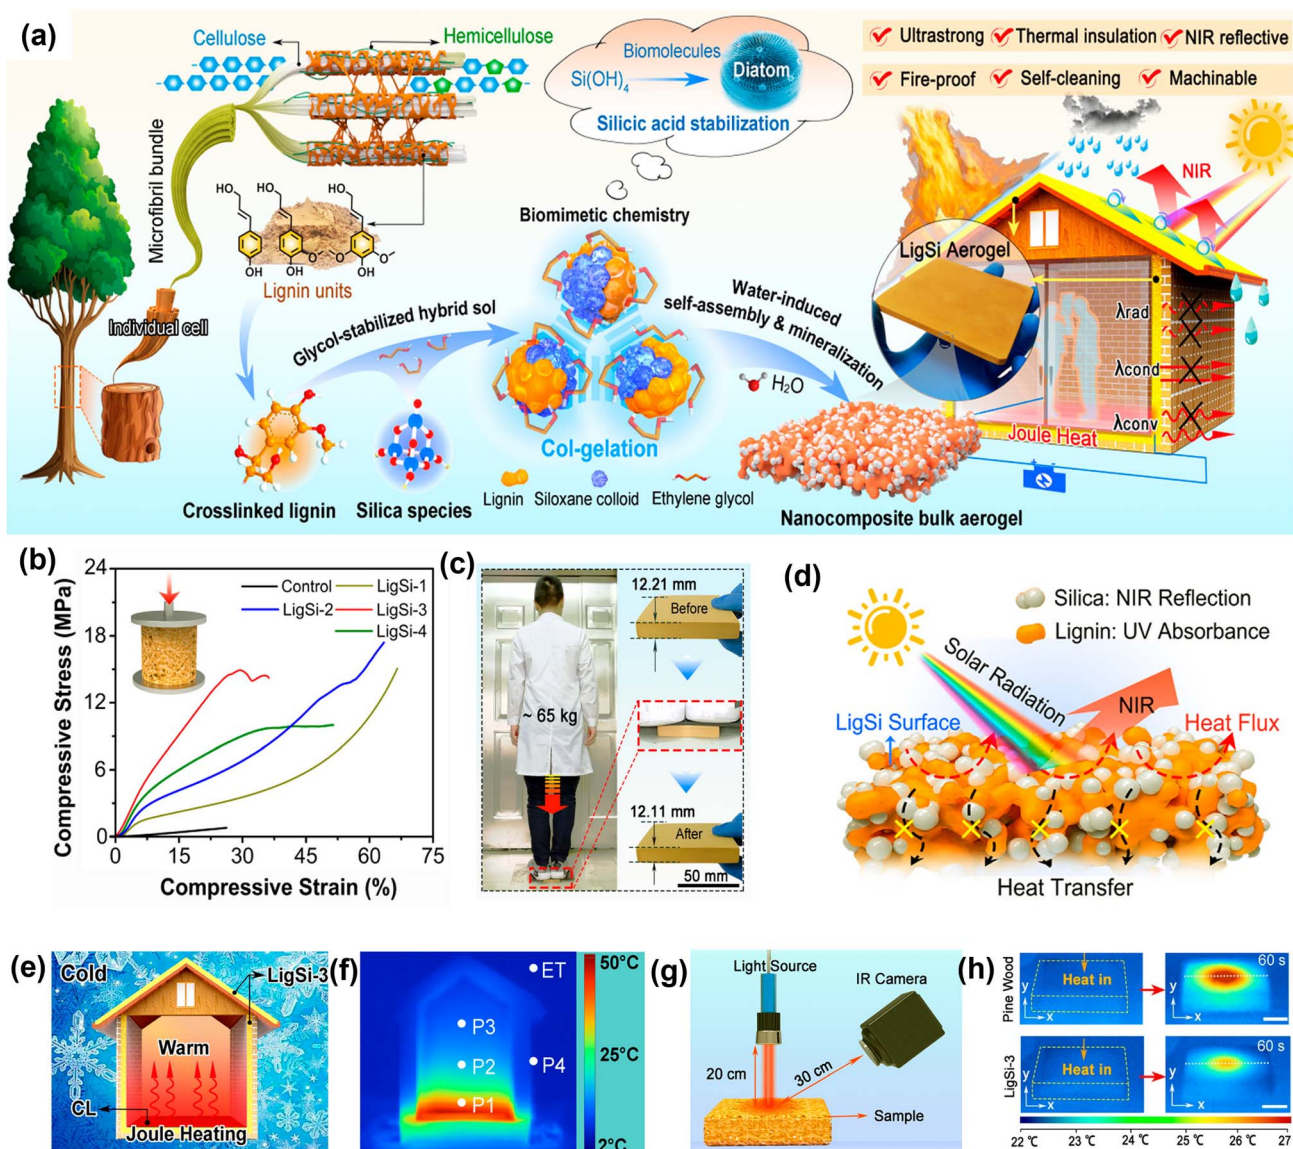 (a)
Cellulose
Hemicellulose
Microfibril bundle
Individual cell
HO
HO
HO
OH
OH
O
O
OH
O
Lignin units
Biomolecules
Si(OH)4
Diatom
Silicic acid stabilization
Biomimetic chemistry
Glycol-stabilized hybrid sol
Crosslinked lignin
Silica species
Col-gelation
Lignin
Siloxane colloid
Ethylene glycol
Water-induced
self-assembly & mineralization
H2O
Nanocomposite bulk aerogel
Ultrastrong
Thermal insulation
NIR reflective
Fire-proof
Self-cleaning
Machinable
NIR
LigSi Aerogel
λrad
λcond
λconv
Joule Heat
(b)
Compressive Stress (MPa)
24
18
12
6
0
0
15
30
45
60
75
Compressive Strain (%)
Control
LigSi-1
LigSi-2
LigSi-3
LigSi-4
(c)
~ 65 kg
12.21 mm
Before
12.11 mm
After
50 mm
(d)
Silica: NIR Reflection
Lignin: UV Absorbance
Solar Radiation
NIR
LigSi Surface
Heat Flux
Heat Transfer
(e)
Cold
LigSi-3
Warm
CL
Joule Heating
(f)
ET
P3
P2
P4
P1
50°C
25°C
2°C
(g)
Light Source
IR Camera
20 cm
30 cm
Sample
(h)
Pine Wood
Heat in
y
x
60 s
y
x
LigSi-3
Heat in
y
x
60 s
y
x
22 ℃
23 ℃
24 ℃
25 ℃
26 ℃
27